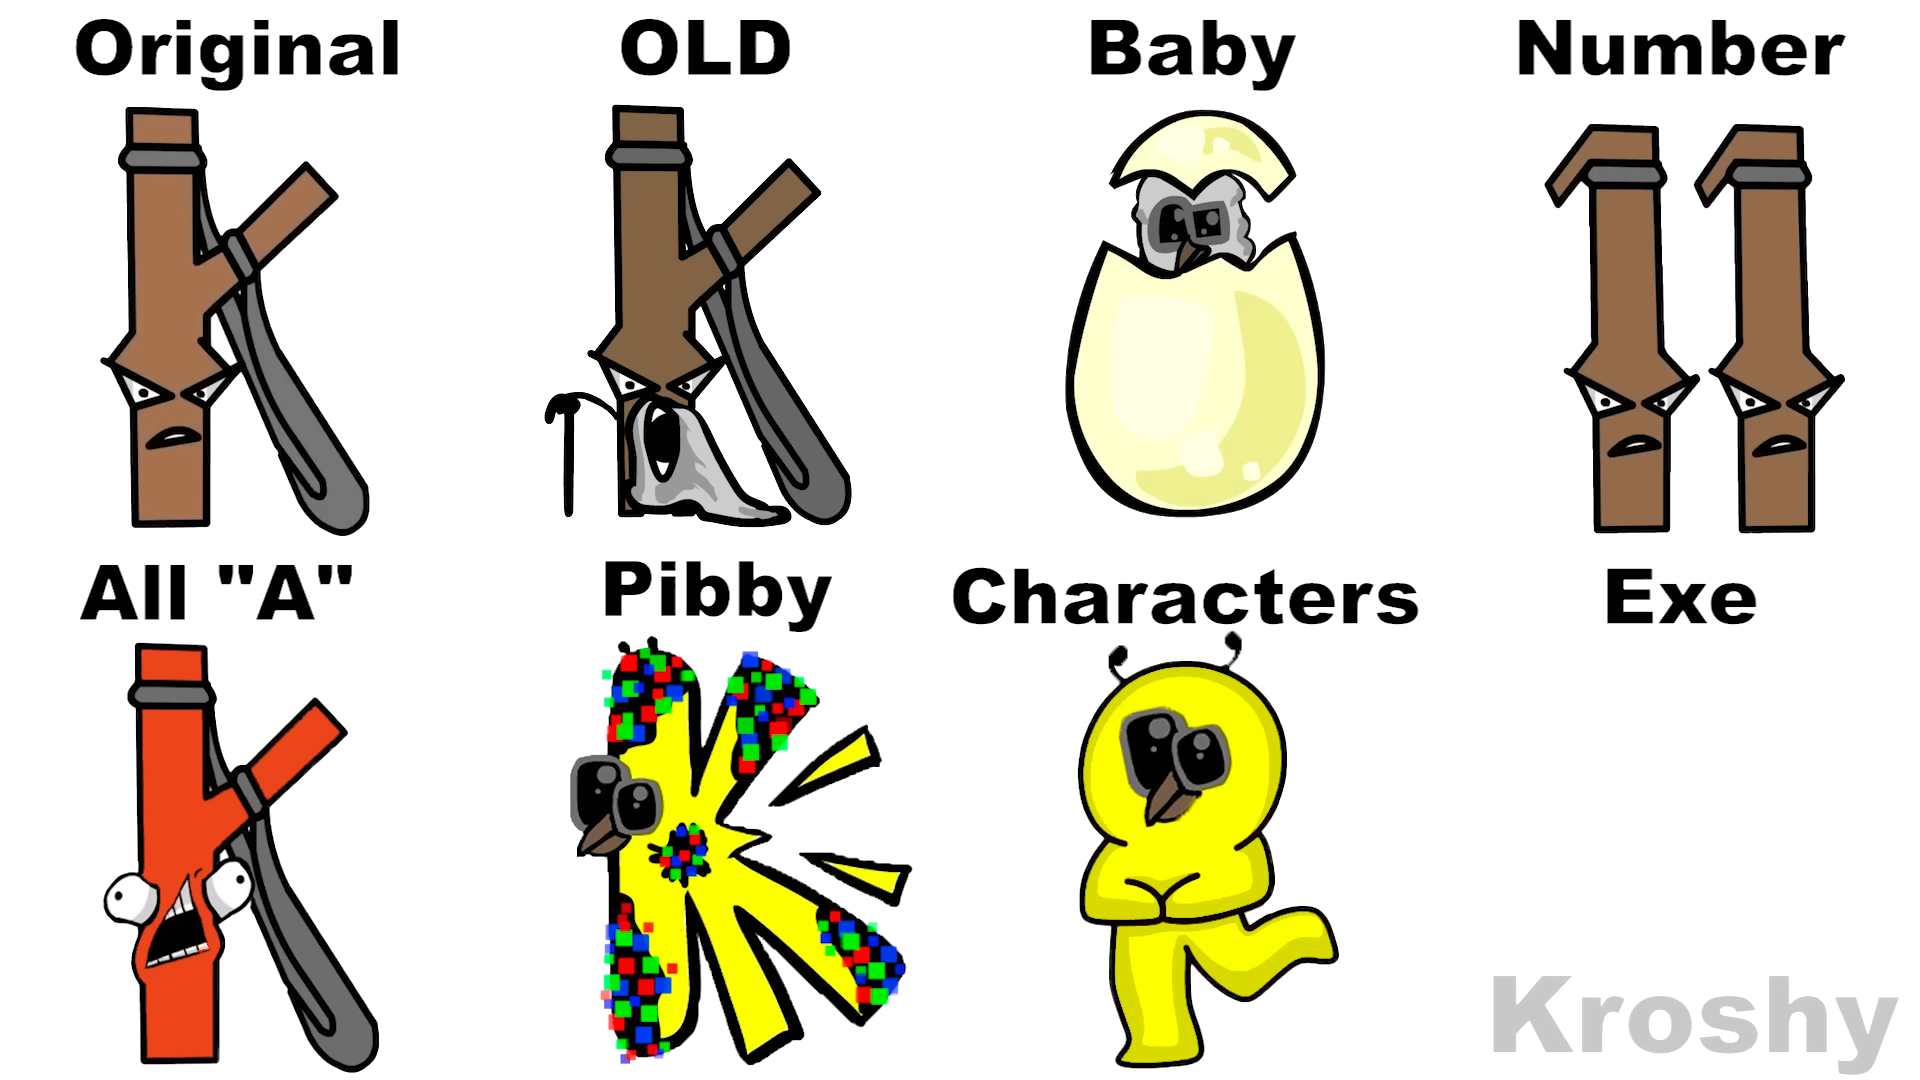 Original
OLD
Baby
Number
All "A"
Pibby
Characters
Exe
Kroshy